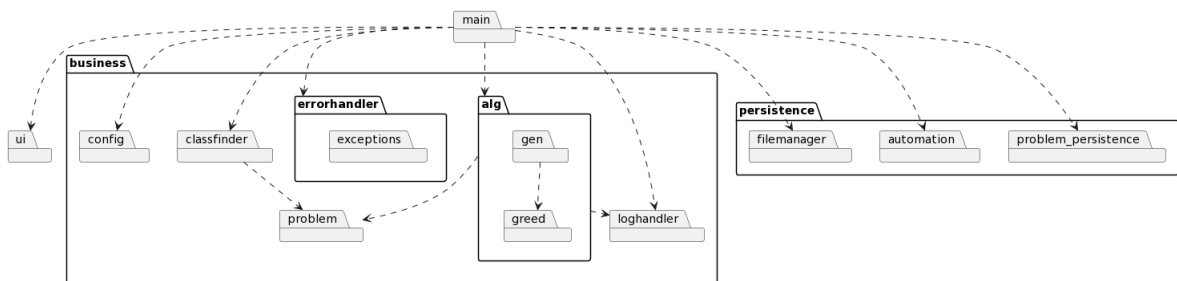 main
business
errorhandler
alg
persistence
ui
config
classfinder
exceptions
gen
filemanager
automation
problem_persistence
problem
greed
loghandler